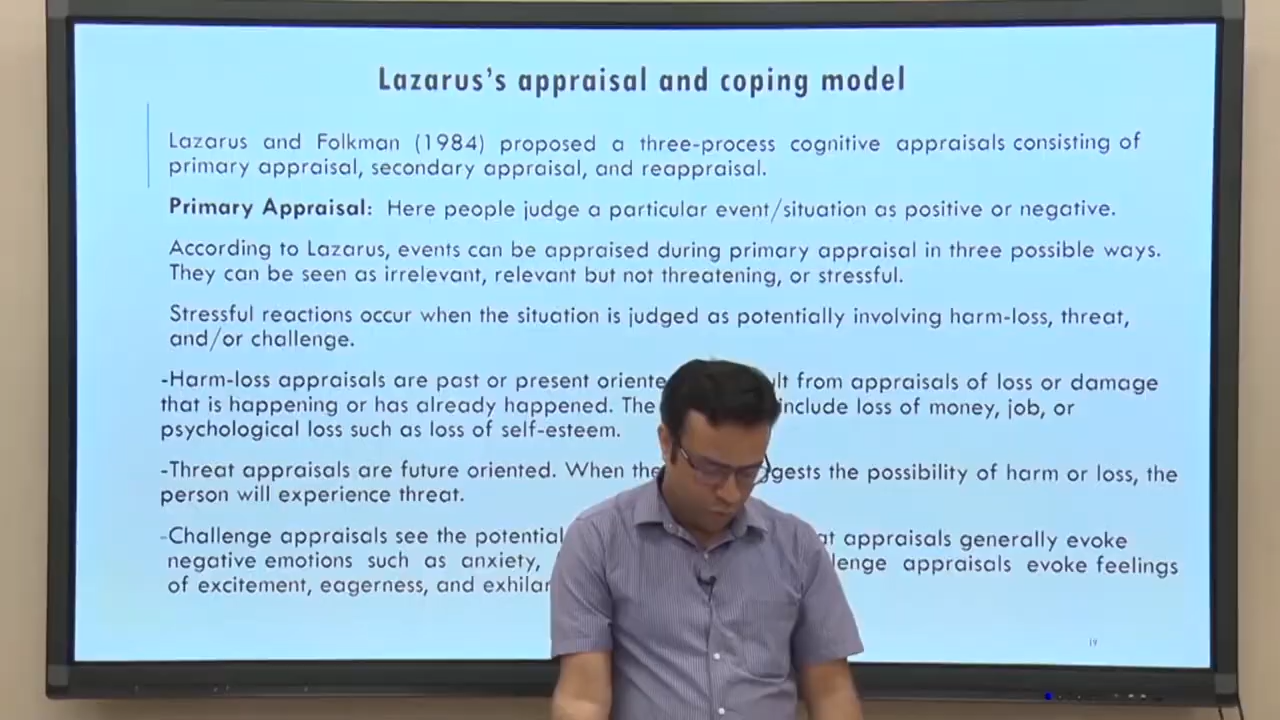 Lazarus's appraisal and coping model
Lazarus and Folkman (1984) proposed a three-process cognitive appraisals consisting of
primary appraisal, secondary appraisal, and reappraisal.
Primary Appraisal: Here people judge a particular event/situation as positive or negative.
According to Lazarus, events can be appraised during primary appraisal in three possible ways.
They can be seen as irrelevant, relevant but not threatening, or stressful.
Stressful reactions occur when the situation is judged as potentially involving harm-loss, threat,
and/or challenge.
-Harm-loss appraisals are past or present from appraisals of loss or damage
that is happening or has already happened. The include loss of money, job, or
psychological loss such as loss of self-esteem.
-Threat appraisals are future oriented. When the possibility of harm or loss, the
person will experience threat.
-Challenge appraisals see the potential appraisals generally evoke
negative emotions such as anxiety, appraisals evoke feelings
of excitement, eagerness, and
19